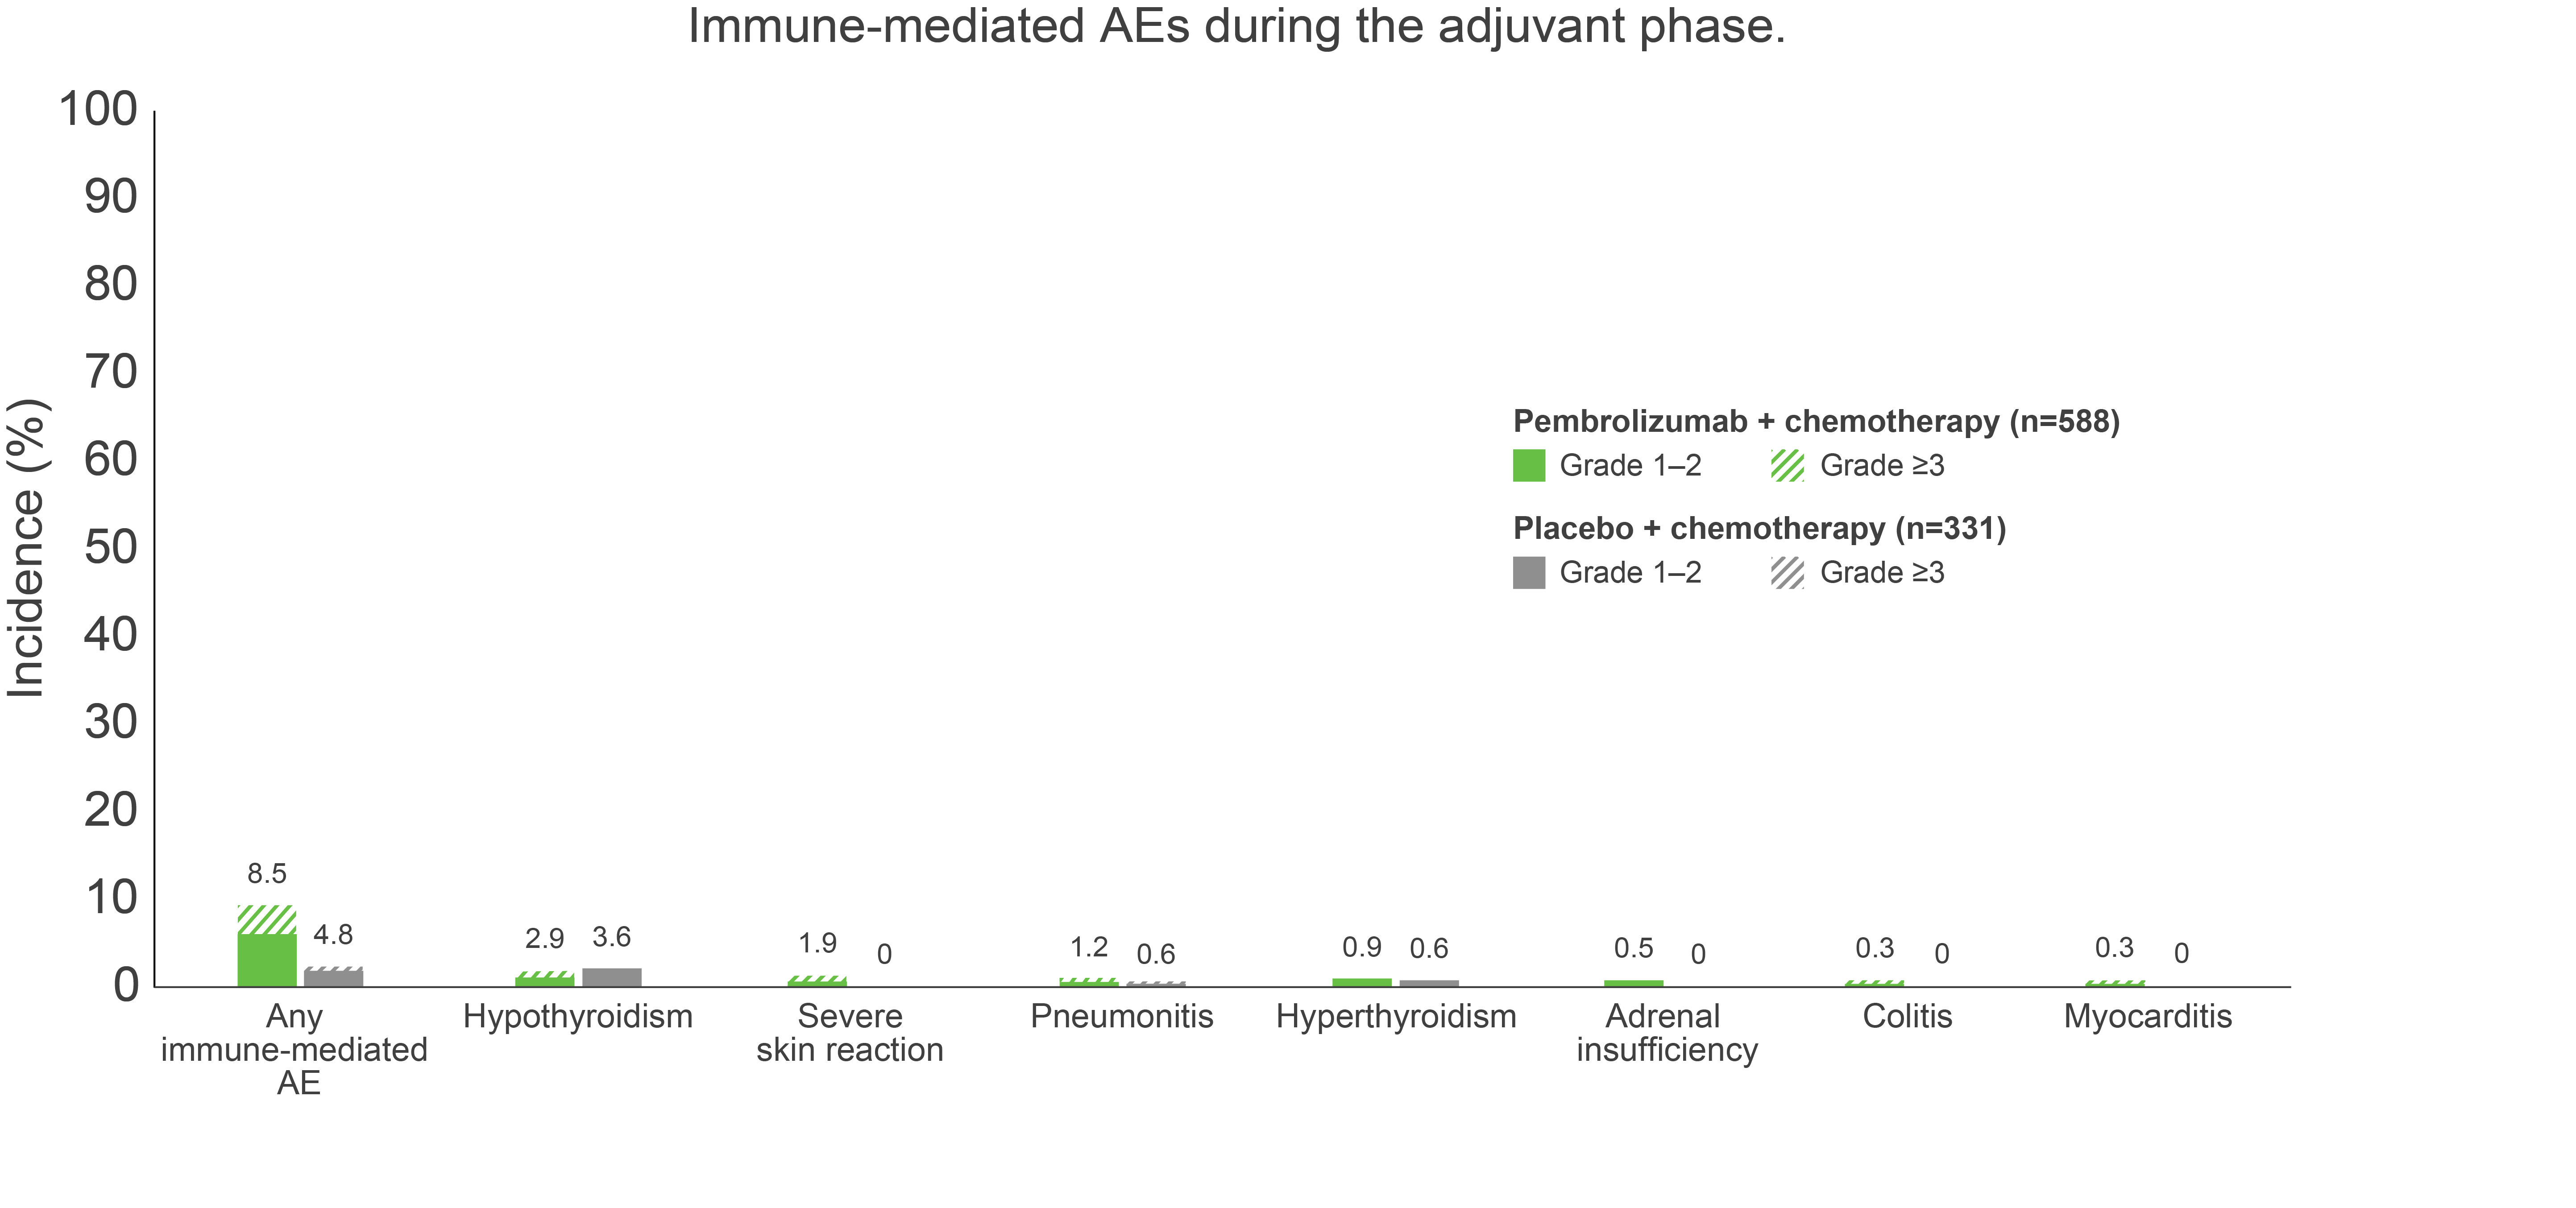 Immune-mediated AEs during the adjuvant phase.
100
90
80
70
60
50
40
30
20
10
0
Incidence (%)
Pembrolizumab + chemotherapy (n=588)
Grade 1–2 Grade ≥3
Placebo + chemotherapy (n=331)
Grade 1–2 Grade ≥3
8.5 4.8
2.9 3.6
1.9 0
1.2 0.6
0.9 0.6
0.5 0
0.3 0
0.3 0
Any
immune-mediated
AE
Hypothyroidism
Severe
skin reaction
Pneumonitis
Hyperthyroidism
Adrenal
insufficiency
Colitis
Myocarditis